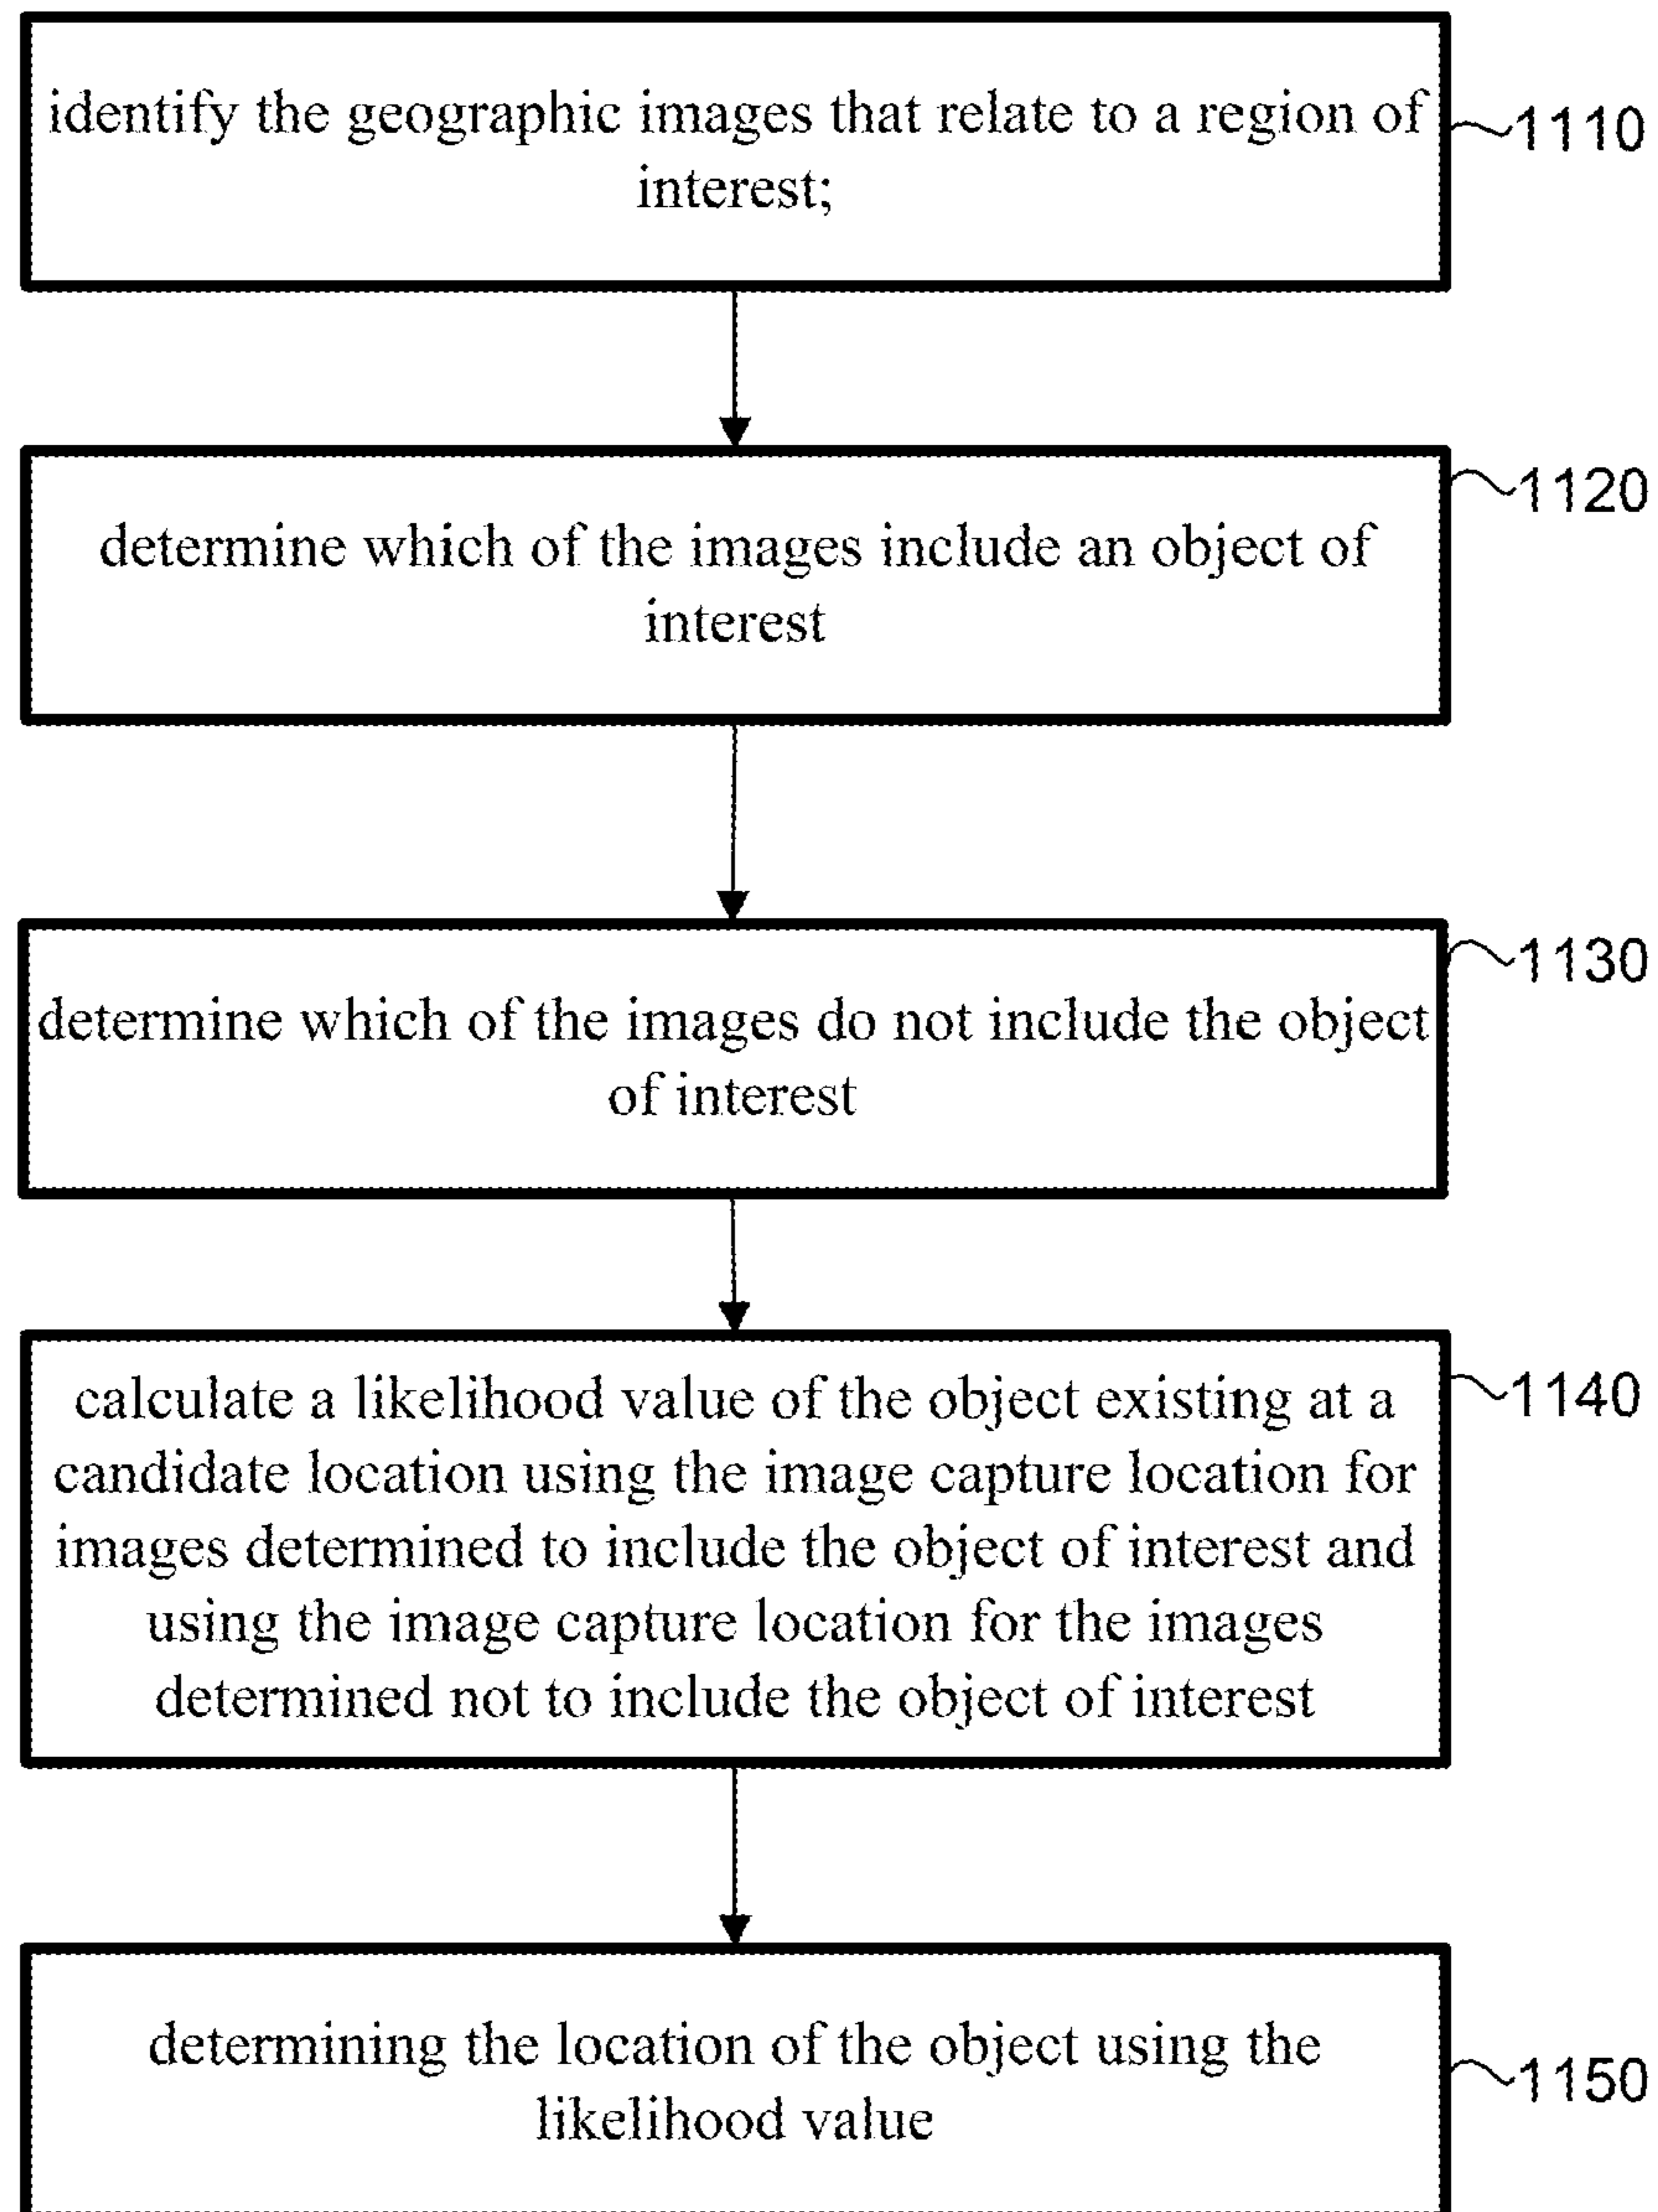 identify the geographic images that relate to a region of
interest;
1110
determine which of the images include an object of
interest
1120
determine which of the images do not include the object
of interest
1130
calculate a likelihood value of the object existing at a
candidate location using the image capture location for
images determined to include the object of interest and
using the image capture location for the images
determined not to include the object of interest
1140
determining the location of the object using the
likelihood value
1150